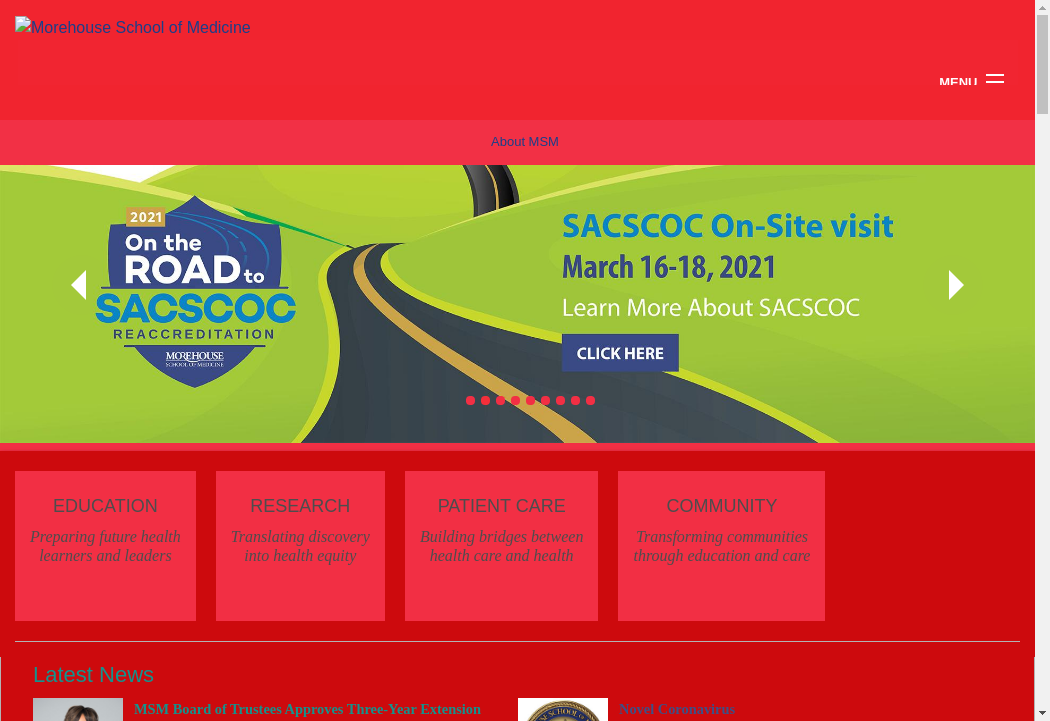 Morehouse School of Medicine
MENU
About MSM
2021
On the
ROAD to
SACSCOC
REACCREDITATION
MOREHOUSE
SCHOOL OF MEDICINE
SACSCOC On-Site visit
March 16-18, 2021
Learn More About SACSCOC
CLICK HERE
EDUCATION
Preparing future health
learners and leaders
RESEARCH
Translating discovery
into health equity
PATIENT CARE
Building bridges between
health care and health
COMMUNITY
Transforming communities
through education and care
Latest News
MSM Board of Trustees Approves Three-Year Extension
Novel Coronavirus